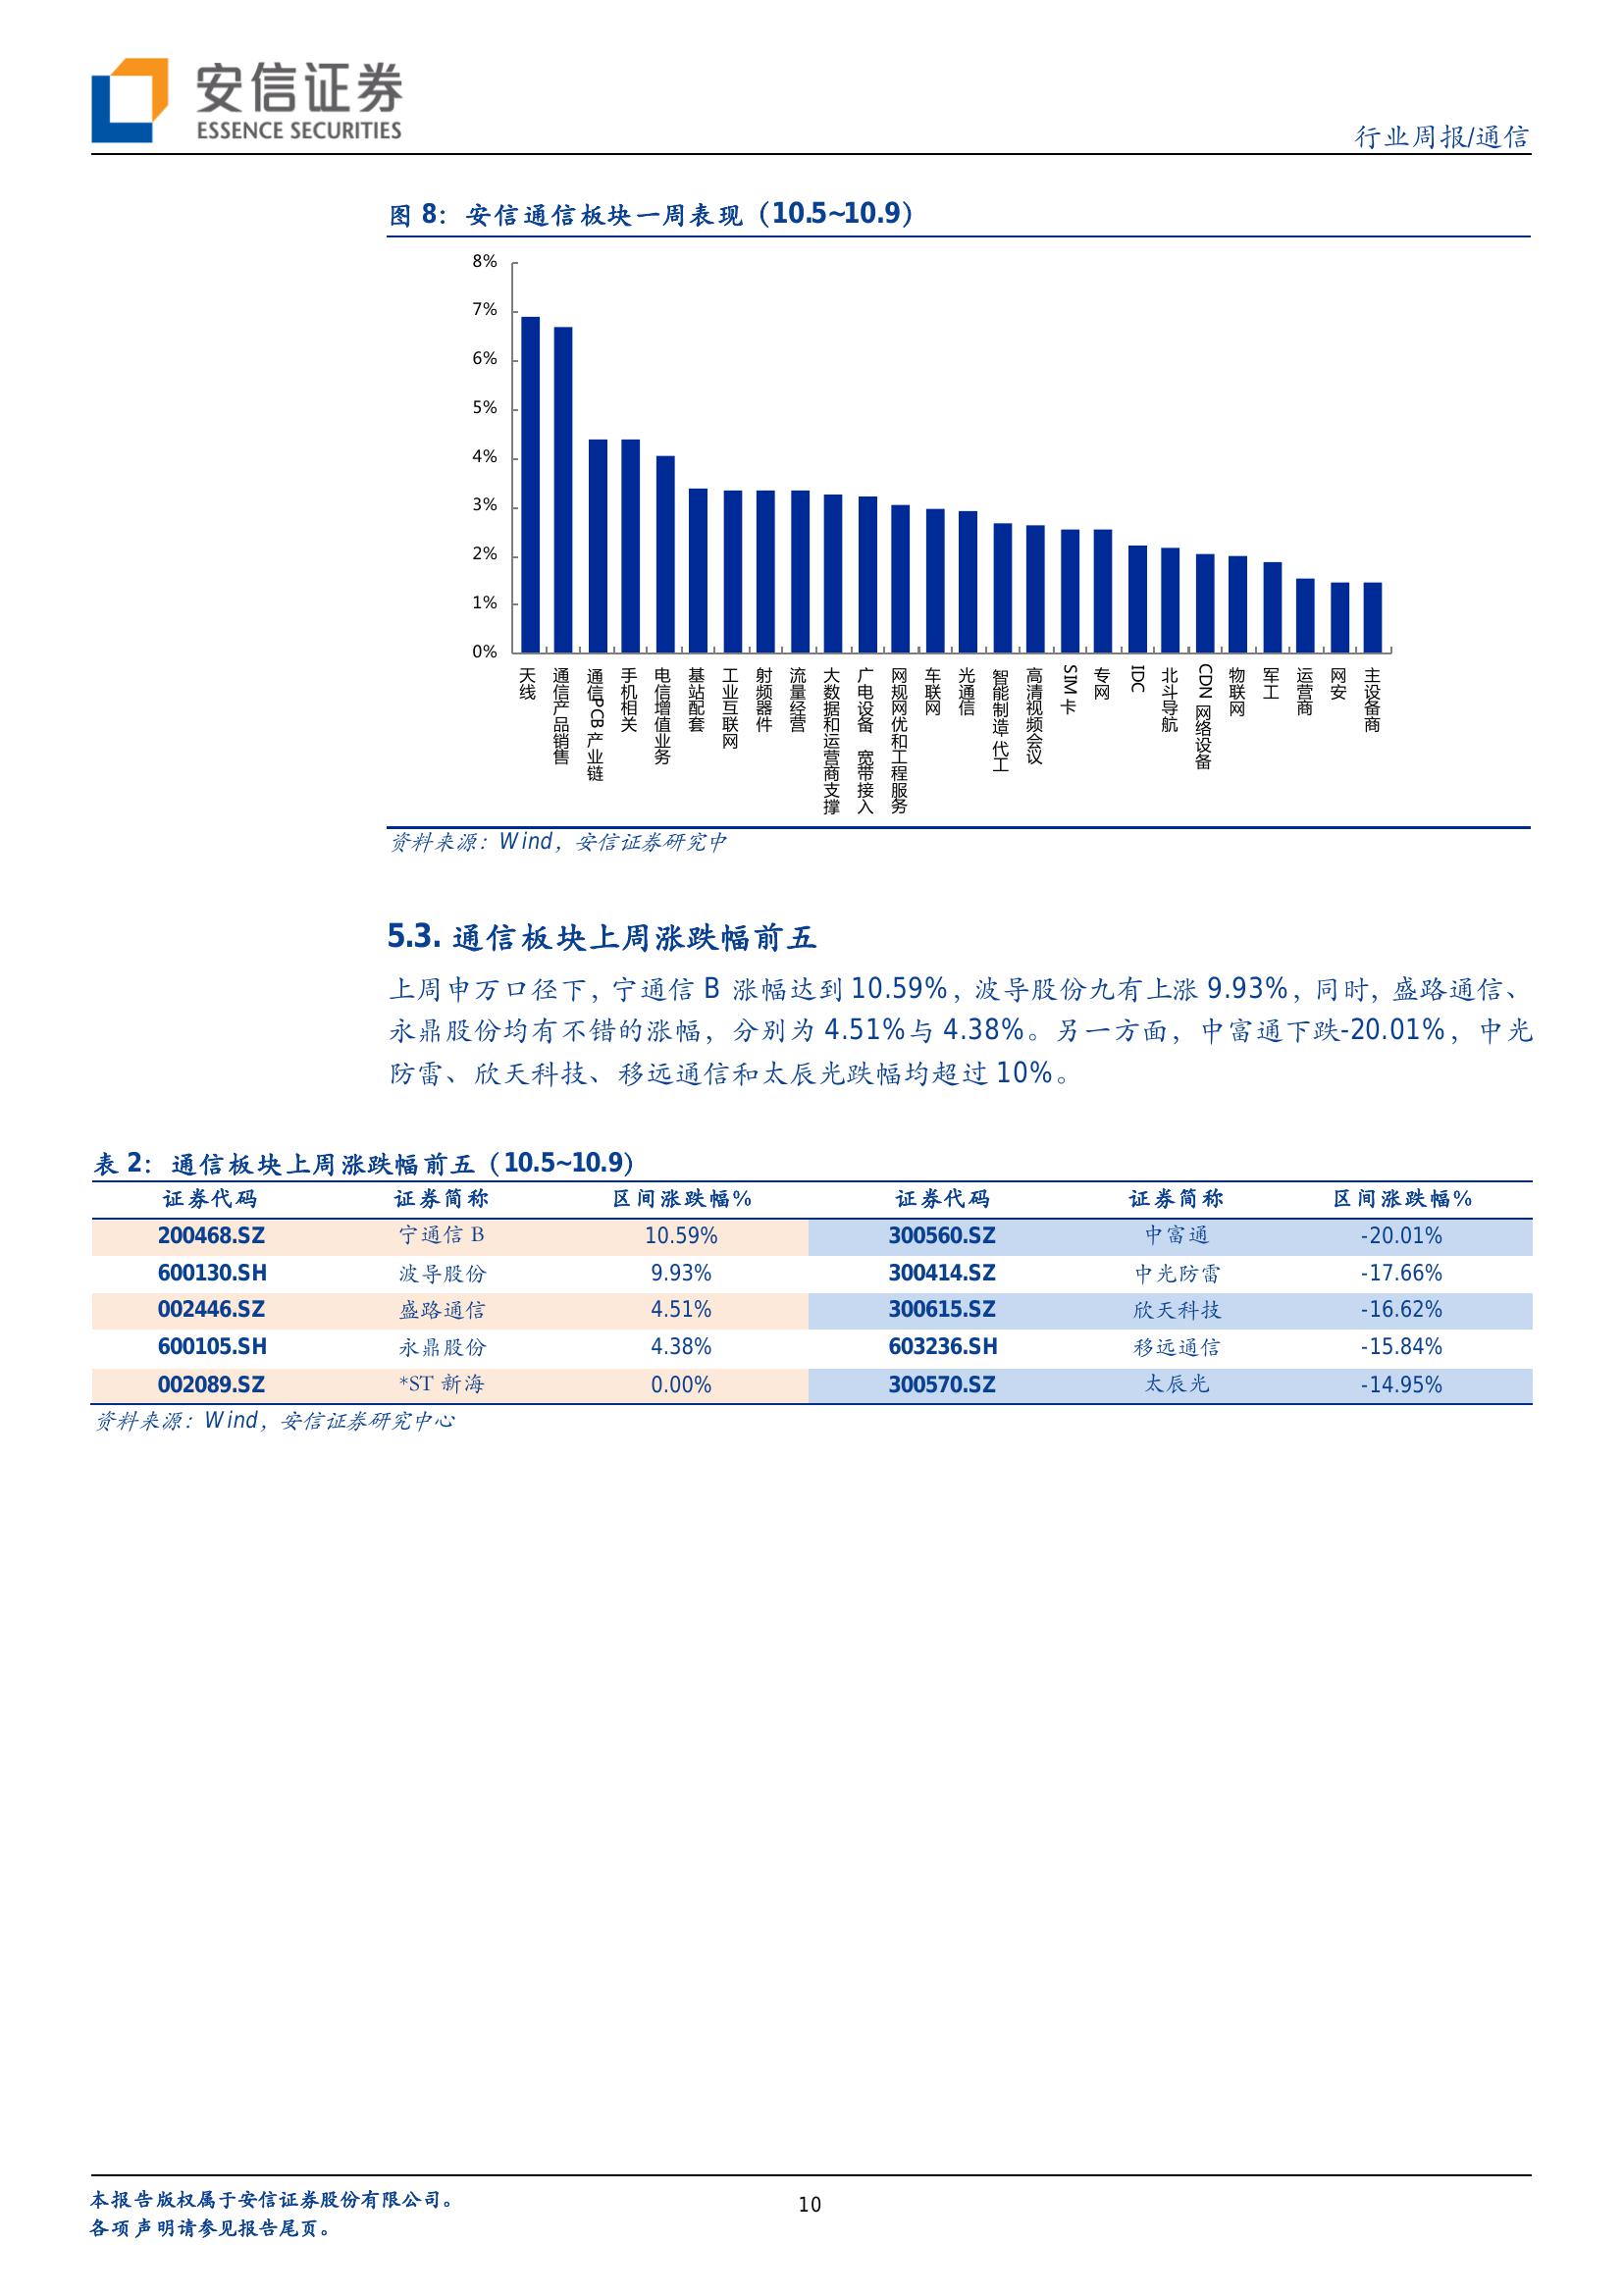 安信证券
ESSENCE SECURITIES
行业周报/通信
图 8：安信通信板块一周表现（10.5~10.9）
8%
7%
6%
5%
4%
3%
2%
1%
0%
天线
通信产品销售
通信PCB 产业链
手机相关
电信增值业务
基站配套
工业互联网
射频器件
流量经营
大数据和运营商支撑
广电设备、宽带接入
网规网优和工程服务
车联网
光通信
智能制造 代工
高清视频会议
SIM 卡
专网
IDC
北斗导航
CDN 网络设备
物联网
军工
运营商
网安
主设备商
资料来源：Wind，安信证券研究中
5.3. 通信板块上周涨跌幅前五
上周申万口径下，宁通信 B 涨幅达到 10.59%，波导股份九有上涨 9.93%，同时，盛路通信、
永鼎股份均有不错的涨幅，分别为 4.51%与 4.38%。另一方面，中富通下跌-20.01%，中光
防雷、欣天科技、移远通信和太辰光跌幅均超过 10%。
表 2：通信板块上周涨跌幅前五（10.5~10.9）
证券代码 证券简称 区间涨跌幅% 证券代码 证券简称 区间涨跌幅%
200468.SZ 宁通信 B 10.59% 300560.SZ 中富通 -20.01%
600130.SH 波导股份 9.93% 300414.SZ 中光防雷 -17.66%
002446.SZ 盛路通信 4.51% 300615.SZ 欣天科技 -16.62%
600105.SH 永鼎股份 4.38% 603236.SH 移远通信 -15.84%
002089.SZ *ST 新海 0.00% 300570.SZ 太辰光 -14.95%
资料来源：Wind，安信证券研究中心
本报告版权属于安信证券股份有限公司。
各项声明请参见报告尾页。
10